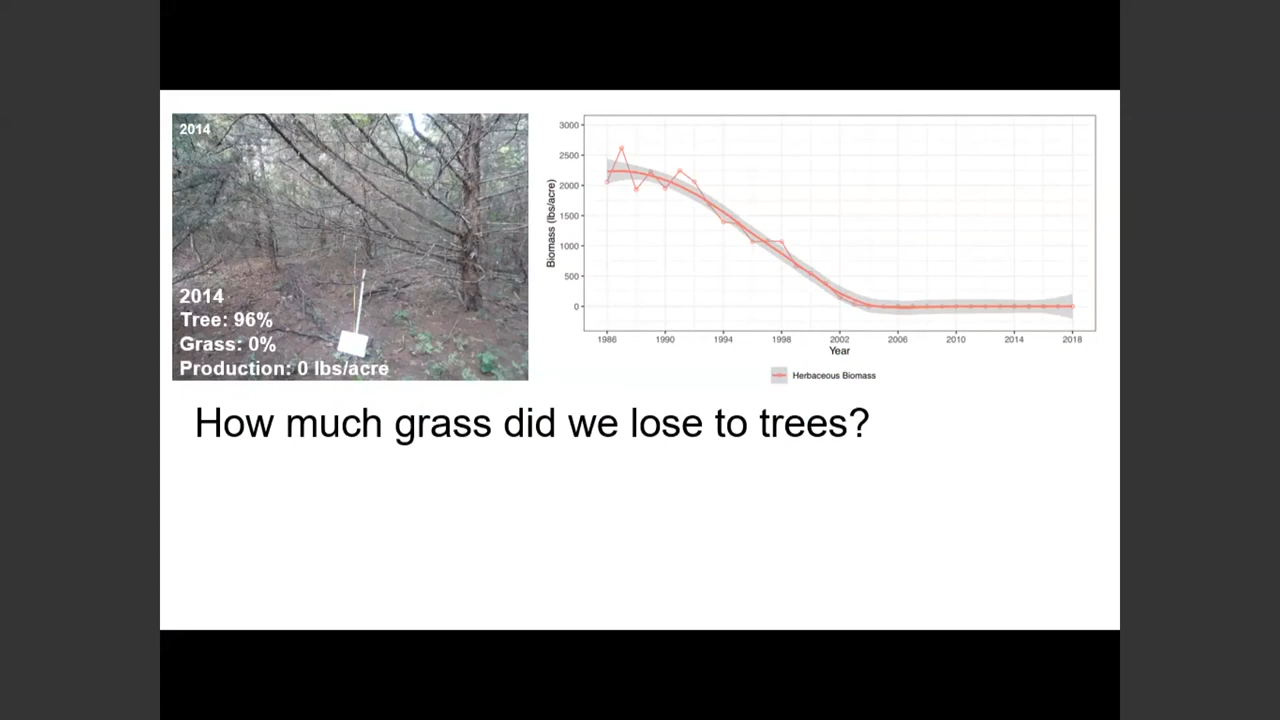 2014
2014
Tree: 96%
Grass: 0%
Production: 0 lbs/acre
3000
2500
2000
1500
1000
500
0
Biomass (lbs/acre)
1986 1990 1994 1998 2002 2006 2010 2014 2018
Year
Herbaceous Biomass
How much grass did we lose to trees?